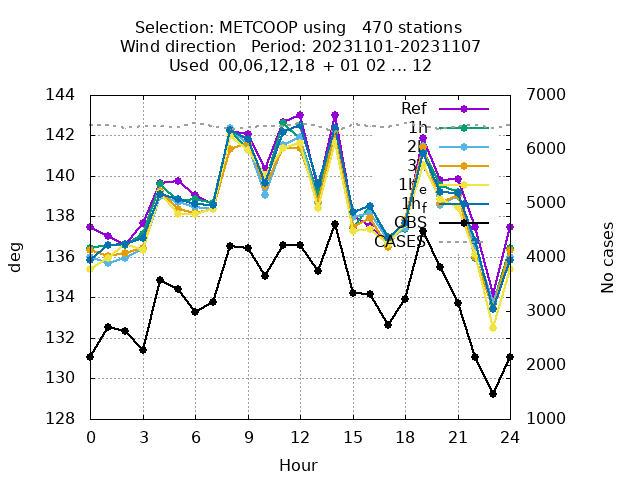 Selection: METCOOP using 470 stations
Wind direction Period: 20231101-20231107
Used 00,06,12,18 + 01 02 ... 12
144
142
140
138
136
134
132
130
128
deg
7000
6000
5000
4000
3000
2000
1000
No cases
Ref
1h
2h
3h
1h_e
1h_f
OBS
CASES
0 3 6 9 12 15 18 21 24
Hour